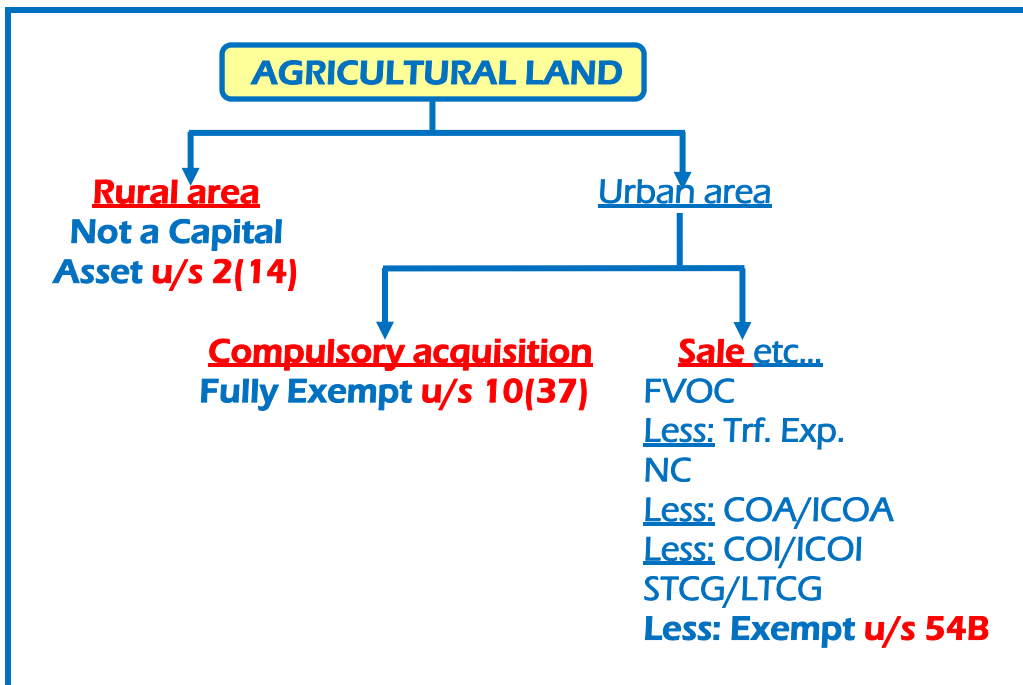 AGRICULTURAL LAND
Rural area
Not a Capital
Asset u/s 2(14)
Urban area
Compulsory acquisition
Fully Exempt u/s 10(37)
Sale etc...
FVOC
Less: Trf. Exp.
NC
Less: COA/ICOA
Less: COI/ICOI
STCG/LTCG
Less: Exempt u/s 54B